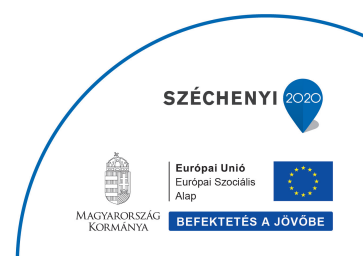 SZÉCHENYI 2020
Európai Unió
Európai Szociális
Alap
MAGYARORSZÁG
KORMÁNYA
BEFEKTETÉS A JÖVŐBE